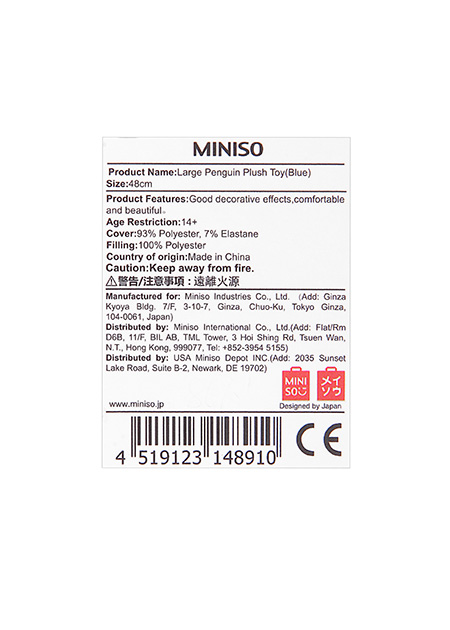 MINISO
Product Name:Large Penguin Plush Toy(Blue)
Size:48cm
Product Features:Good decorative effects,comfortable
and beautiful。
Age Restriction:14+
Cover:93% Polyester, 7% Elastane
Filling:100% Polyester
Country of origin:Made in China
Caution:Keep away from fire.
⚠警告/注意事項：遠離火源
Manufactured for: Miniso Industries Co., Ltd. (Add: Ginza
Kyoya Bldg. 7/F, 3-10-7, Ginza, Chuo-Ku, Tokyo Ginza,
104-0061, Japan)
Distributed by: Miniso International Co., Ltd.(Add: Flat/Rm
D6B, 11/F, BIL AB, TML Tower, 3 Hoi Shing Rd, Tsuen Wan,
N.T., Hong Kong, 999077, Tel: +852-3954 5155)
Distributed by: USA Miniso Depot INC.(Add: 2035 Sunset
Lake Road, Suite B-2, Newark, DE 19702)
MINI
SO
メイ
ソウ
www.miniso.jp
Designed by Japan
4 519123 148910
CE